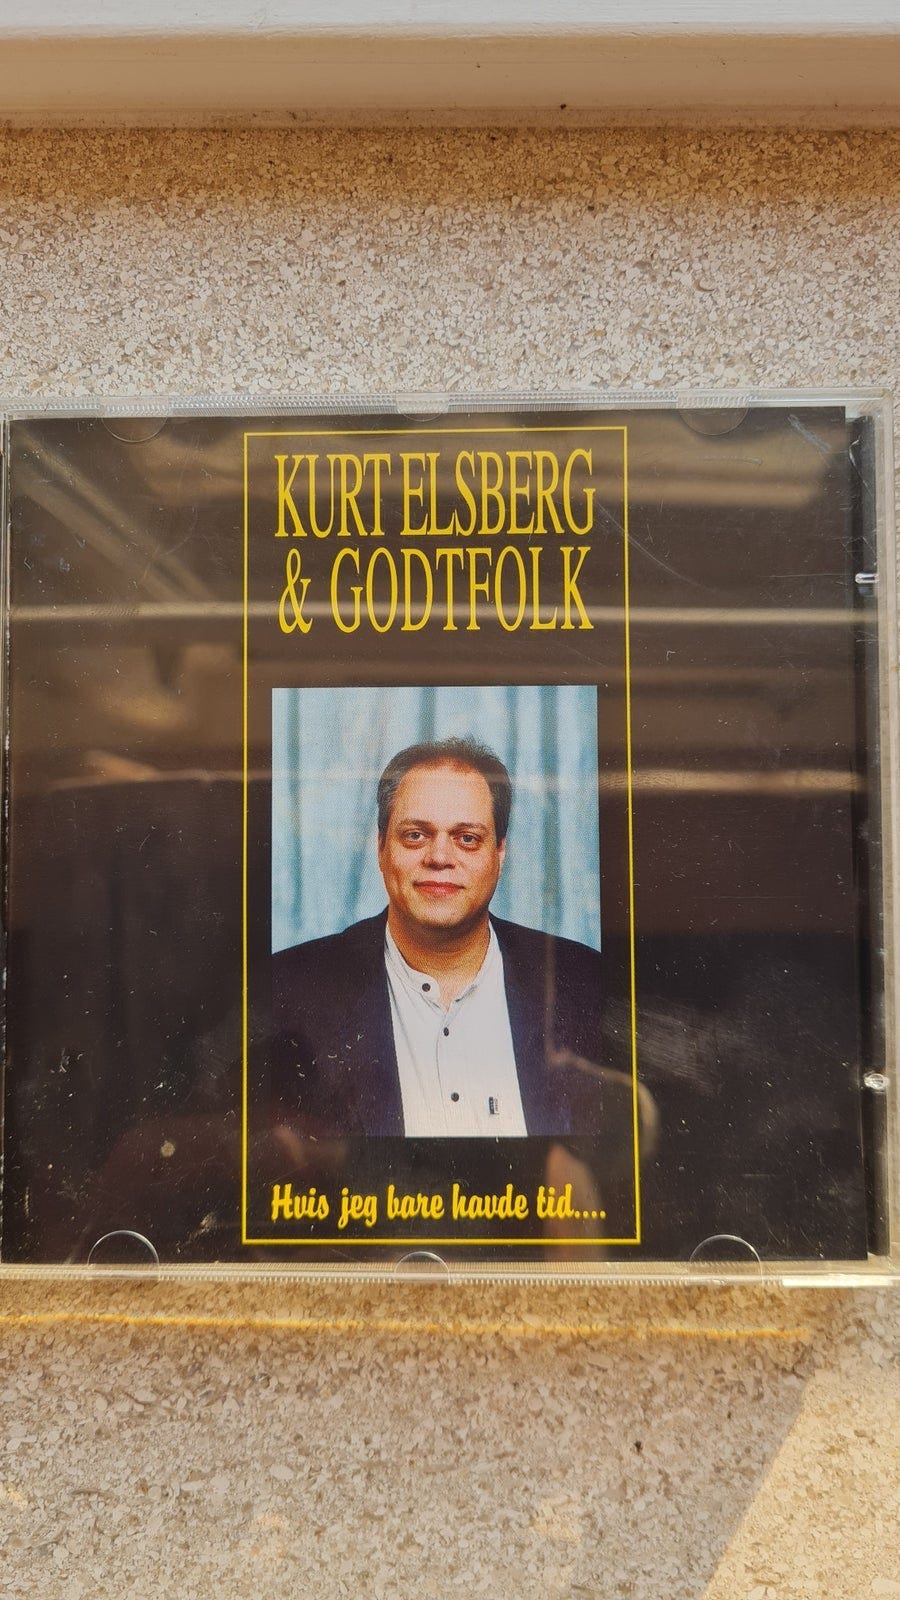 KURT ELSBERG
& GODTFOLK
Hvis jeg bare havde tid....